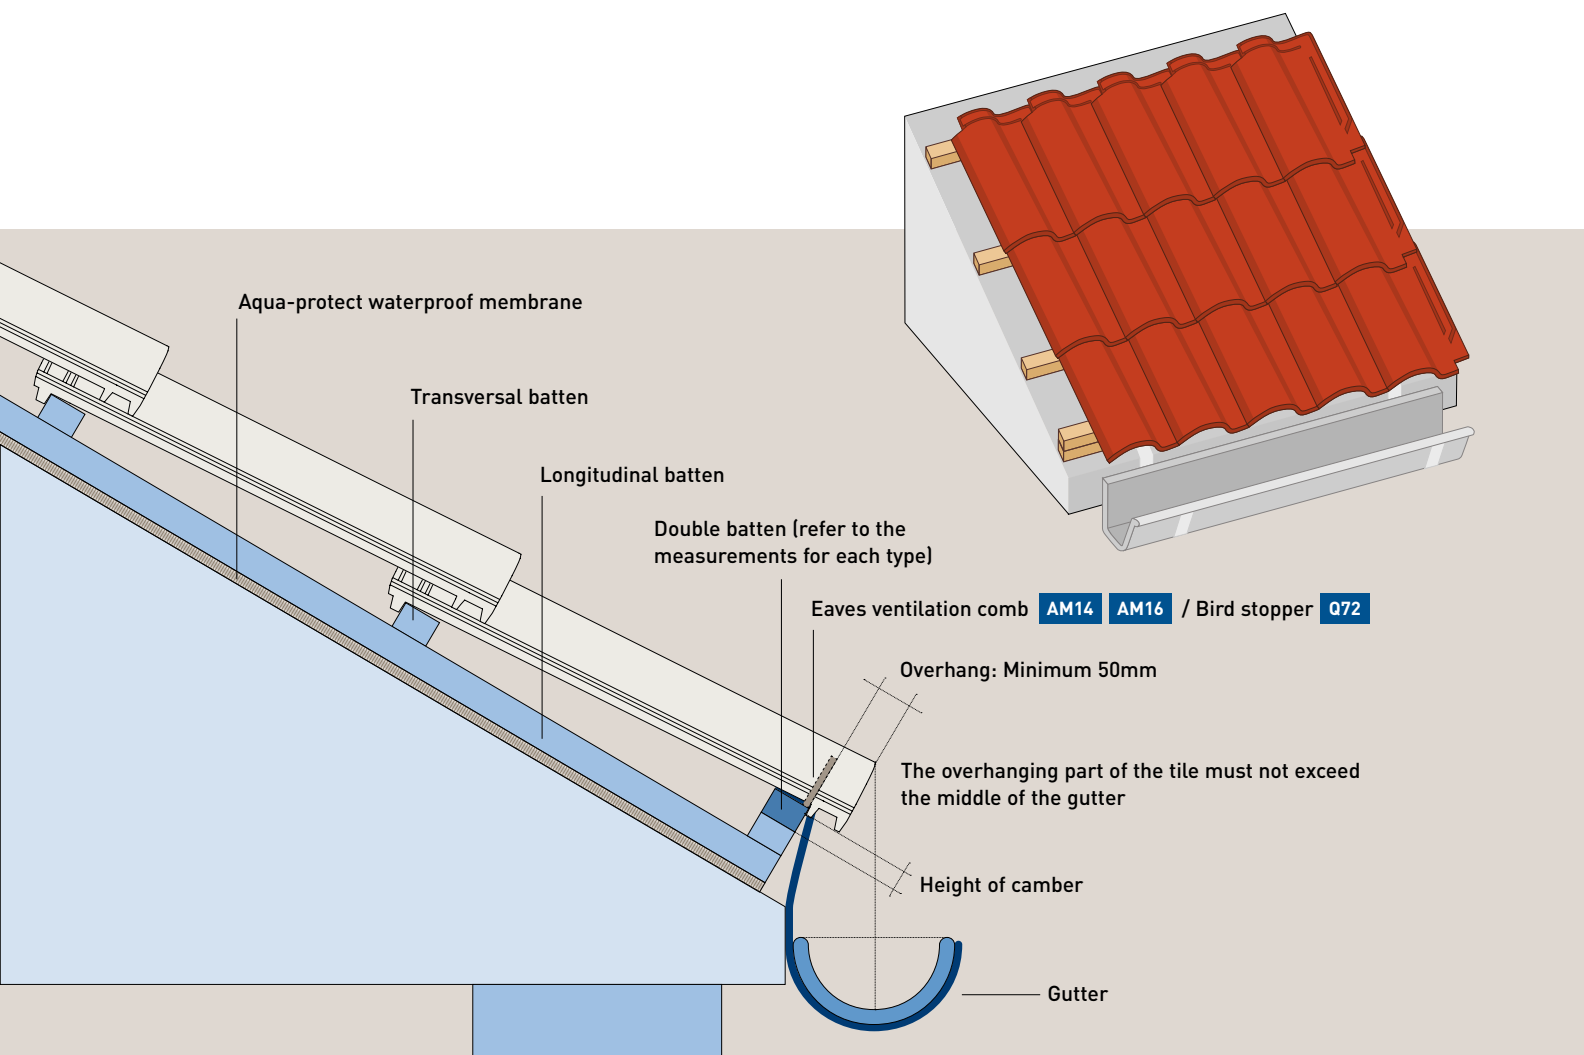 Aqua-protect waterproof membrane
Transversal batten
Longitudinal batten
Double batten (refer to the
measurements for each type)
Eaves ventilation comb AM14 AM16 / Bird stopper Q72
Overhang: Minimum 50mm
The overhanging part of the tile must not exceed
the middle of the gutter
Height of camber
Gutter